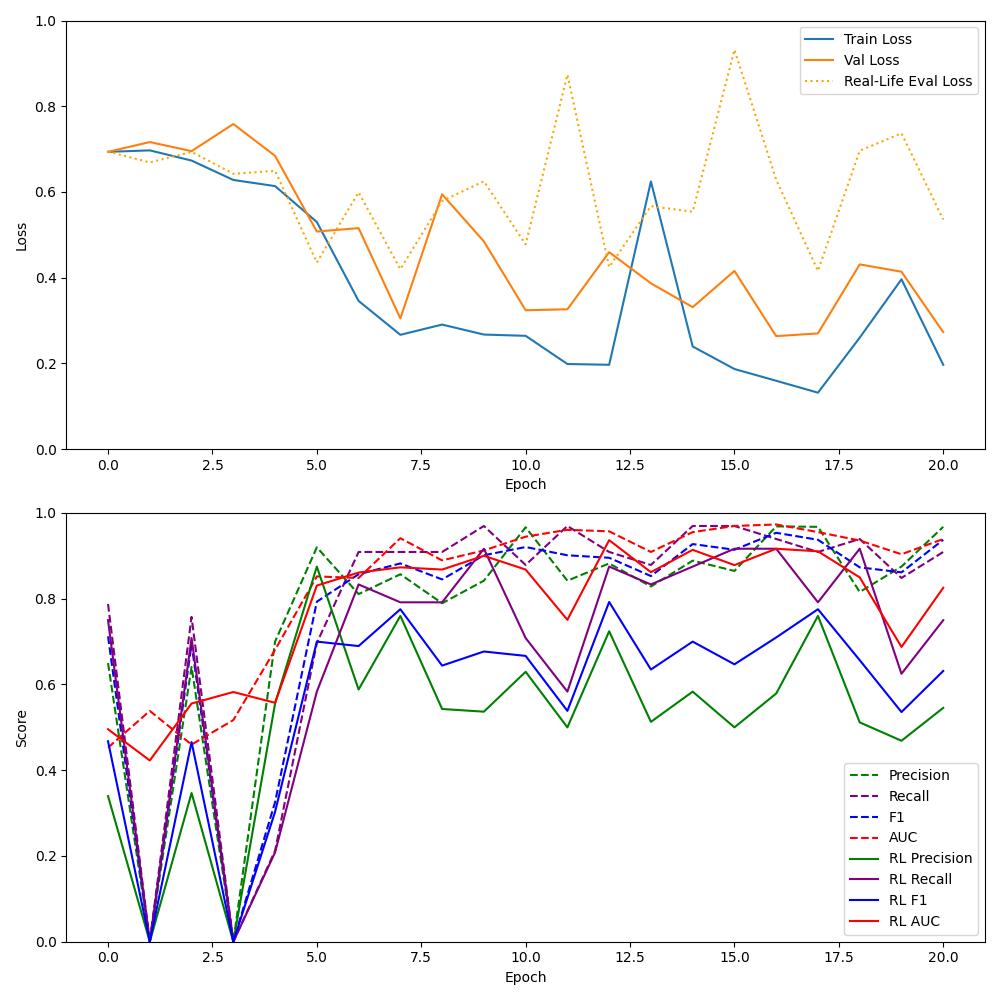 1.0
0.8
0.6
0.4
0.2
0.0
Loss
Train Loss
Val Loss
Real-Life Eval Loss
0.0 2.5 5.0 7.5 10.0 12.5 15.0 17.5 20.0
Epoch
1.0
0.8
0.6
0.4
0.2
0.0
Score
Precision
Recall
F1
AUC
RL Precision
RL Recall
RL F1
RL AUC
0.0 2.5 5.0 7.5 10.0 12.5 15.0 17.5 20.0
Epoch